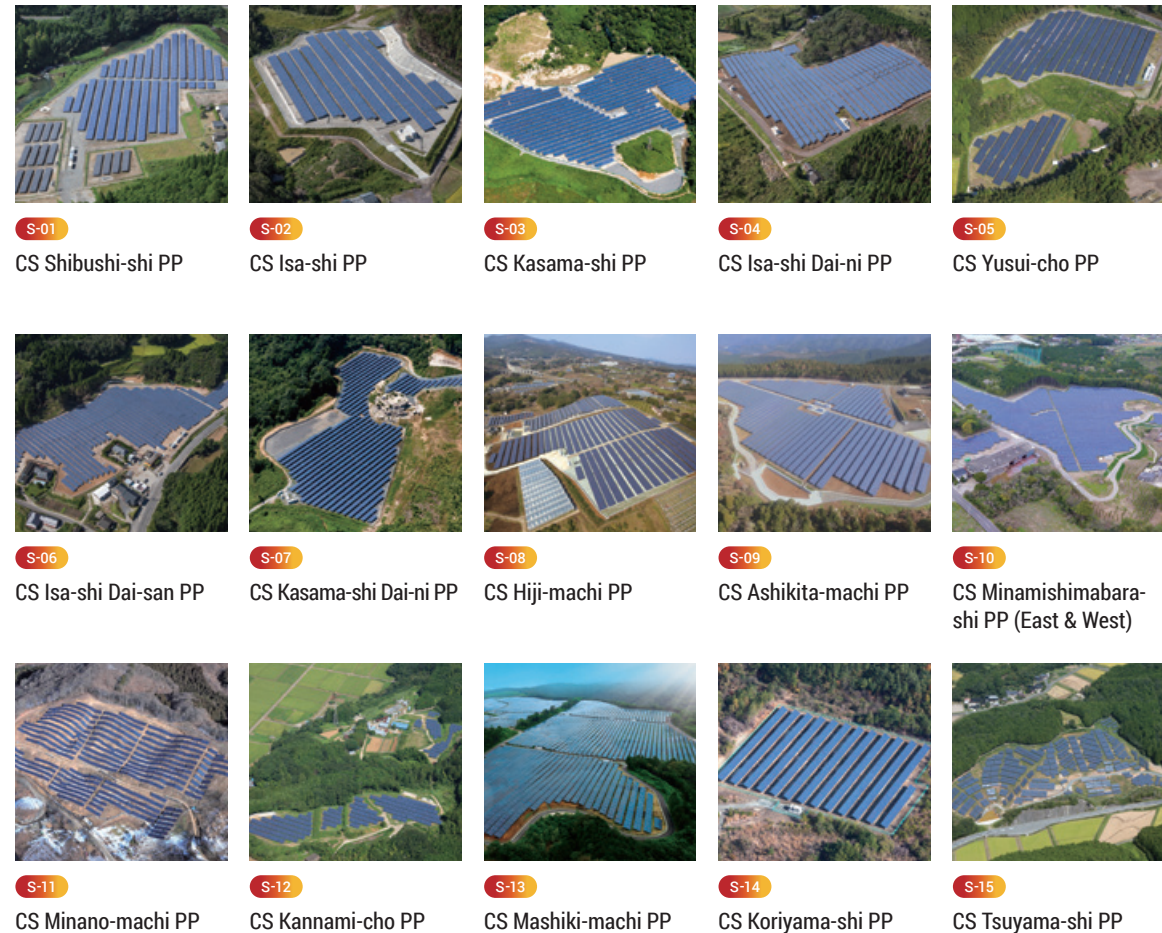 S-01
CS Shibushi-shi PP
S-02
CS Isa-shi PP
S-03
CS Kasama-shi PP
S-04
CS Isa-shi Dai-ni PP
S-05
CS Yusui-cho PP
S-06
CS Isa-shi Dai-san PP
S-07
CS Kasama-shi Dai-ni PP
S-08
CS Hiji-machi PP
S-09
CS Ashikita-machi PP
S-10
CS Minamishimabara-
shi PP (East & West)
S-11
CS Minano-machi PP
S-12
CS Kannami-cho PP
S-13
CS Mashiki-machi PP
S-14
CS Koriyama-shi PP
S-15
CS Tsuyama-shi PP